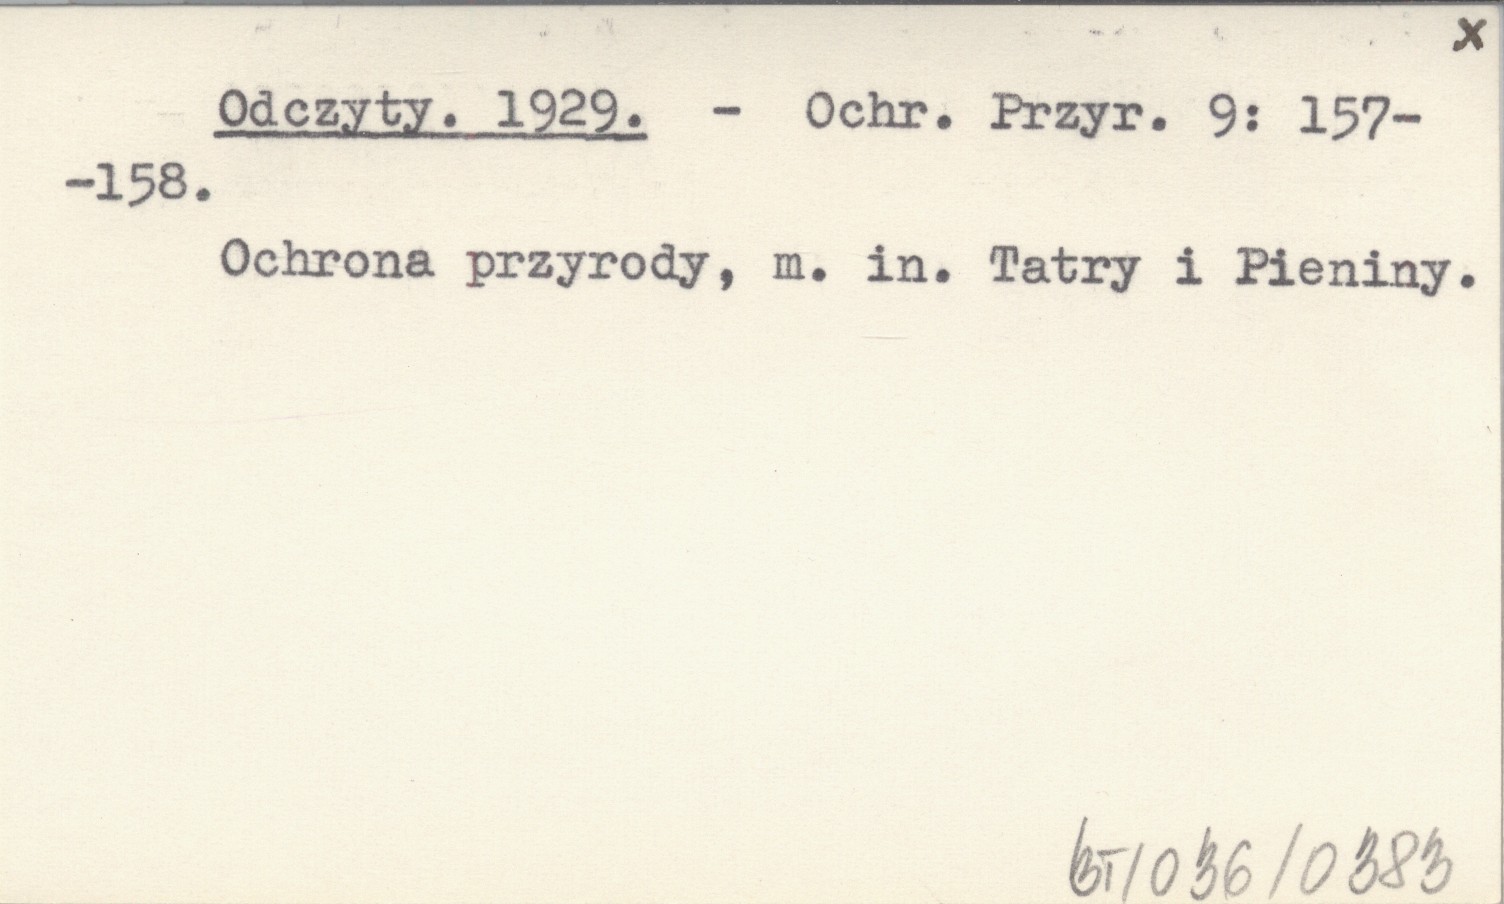 x
Odczyty. 1929. - Ochr. Przyr. 9: 157-
-158.
Ochrona przyrody, m. in. Tatry i Pieniny.
BT/036/0383